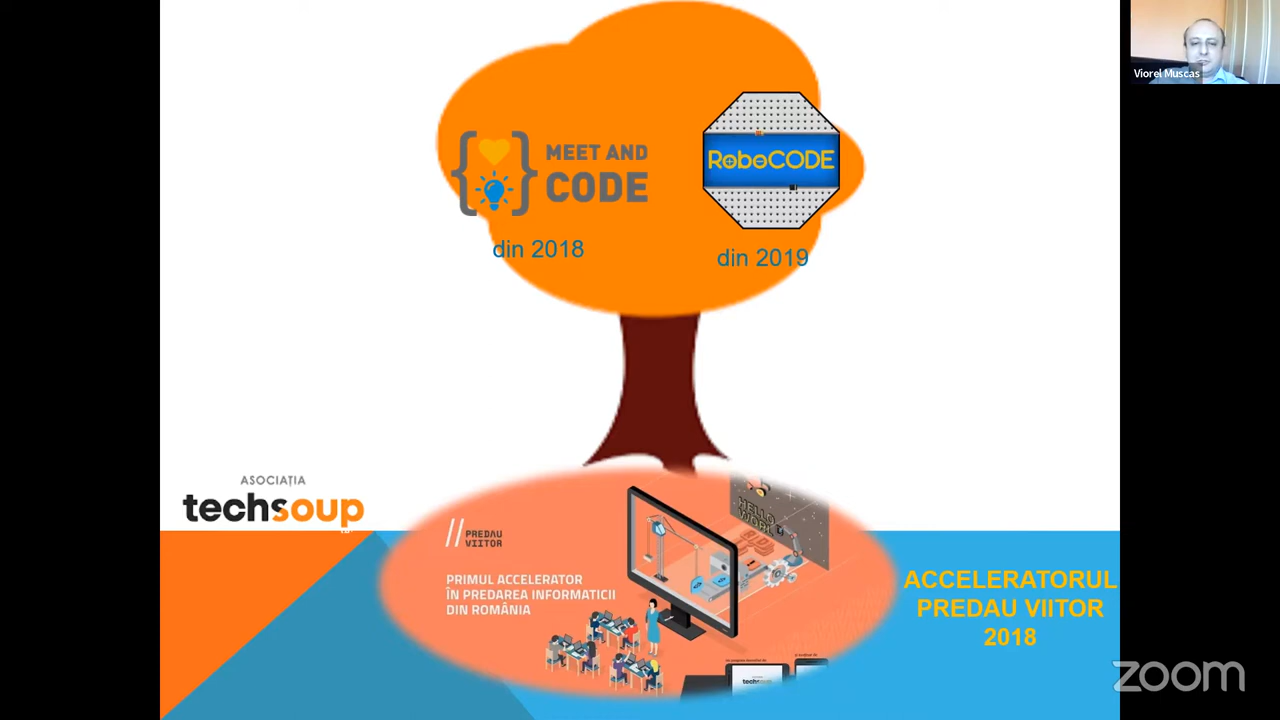 Viorel Muscas
MEET AND
CODE
RoboCODE
din 2018
din 2019
ASOCIAȚIA
techsoup
// PREDAU
VIITOR
PRIMUL ACCELERATOR
ÎN PREDAREA INFORMATICII
DIN ROMÂNIA
HELLO
WORLD
techsoup
ACCELERATORUL
PREDAU VIITOR
2018
zoom